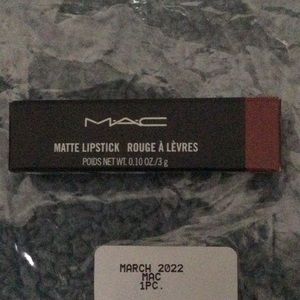 MAC
MATTE LIPSTICK ROUGE À LÈVRES
POIDS NET WT. 0.10 OZ./3 g
MARCH 2022
MAC
1PC.